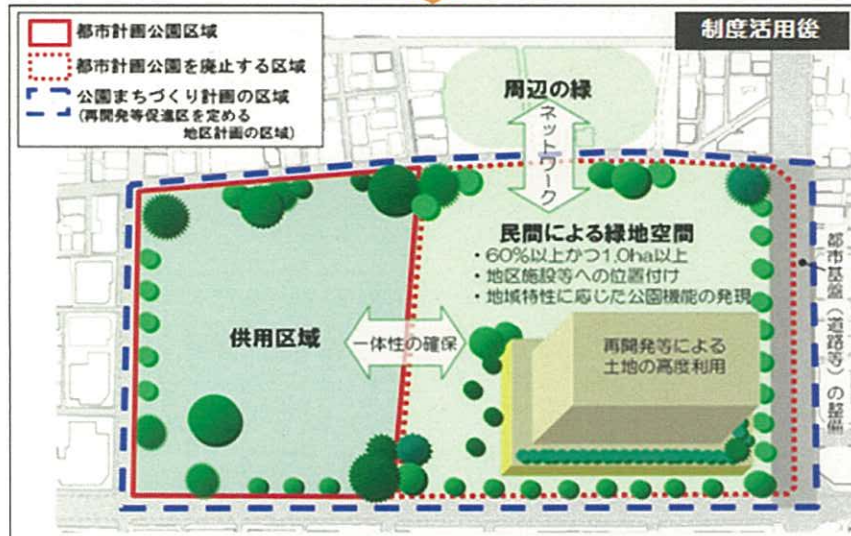 制度活用後
都市計画公園区域
都市計画公園を廃止する区域
公園まちづくり計画の区域
(再開発等促進区を定める
地区計画の区域)
周辺の緑
ネットワーク
民間による緑地空間
・60%以上かつ1.0ha以上
・地区施設等への位置付け
・地域特性に応じた公園機能の発現
供用区域
一体性の確保
再開発等による
土地の高度利用
都市基盤(道路等)の整備